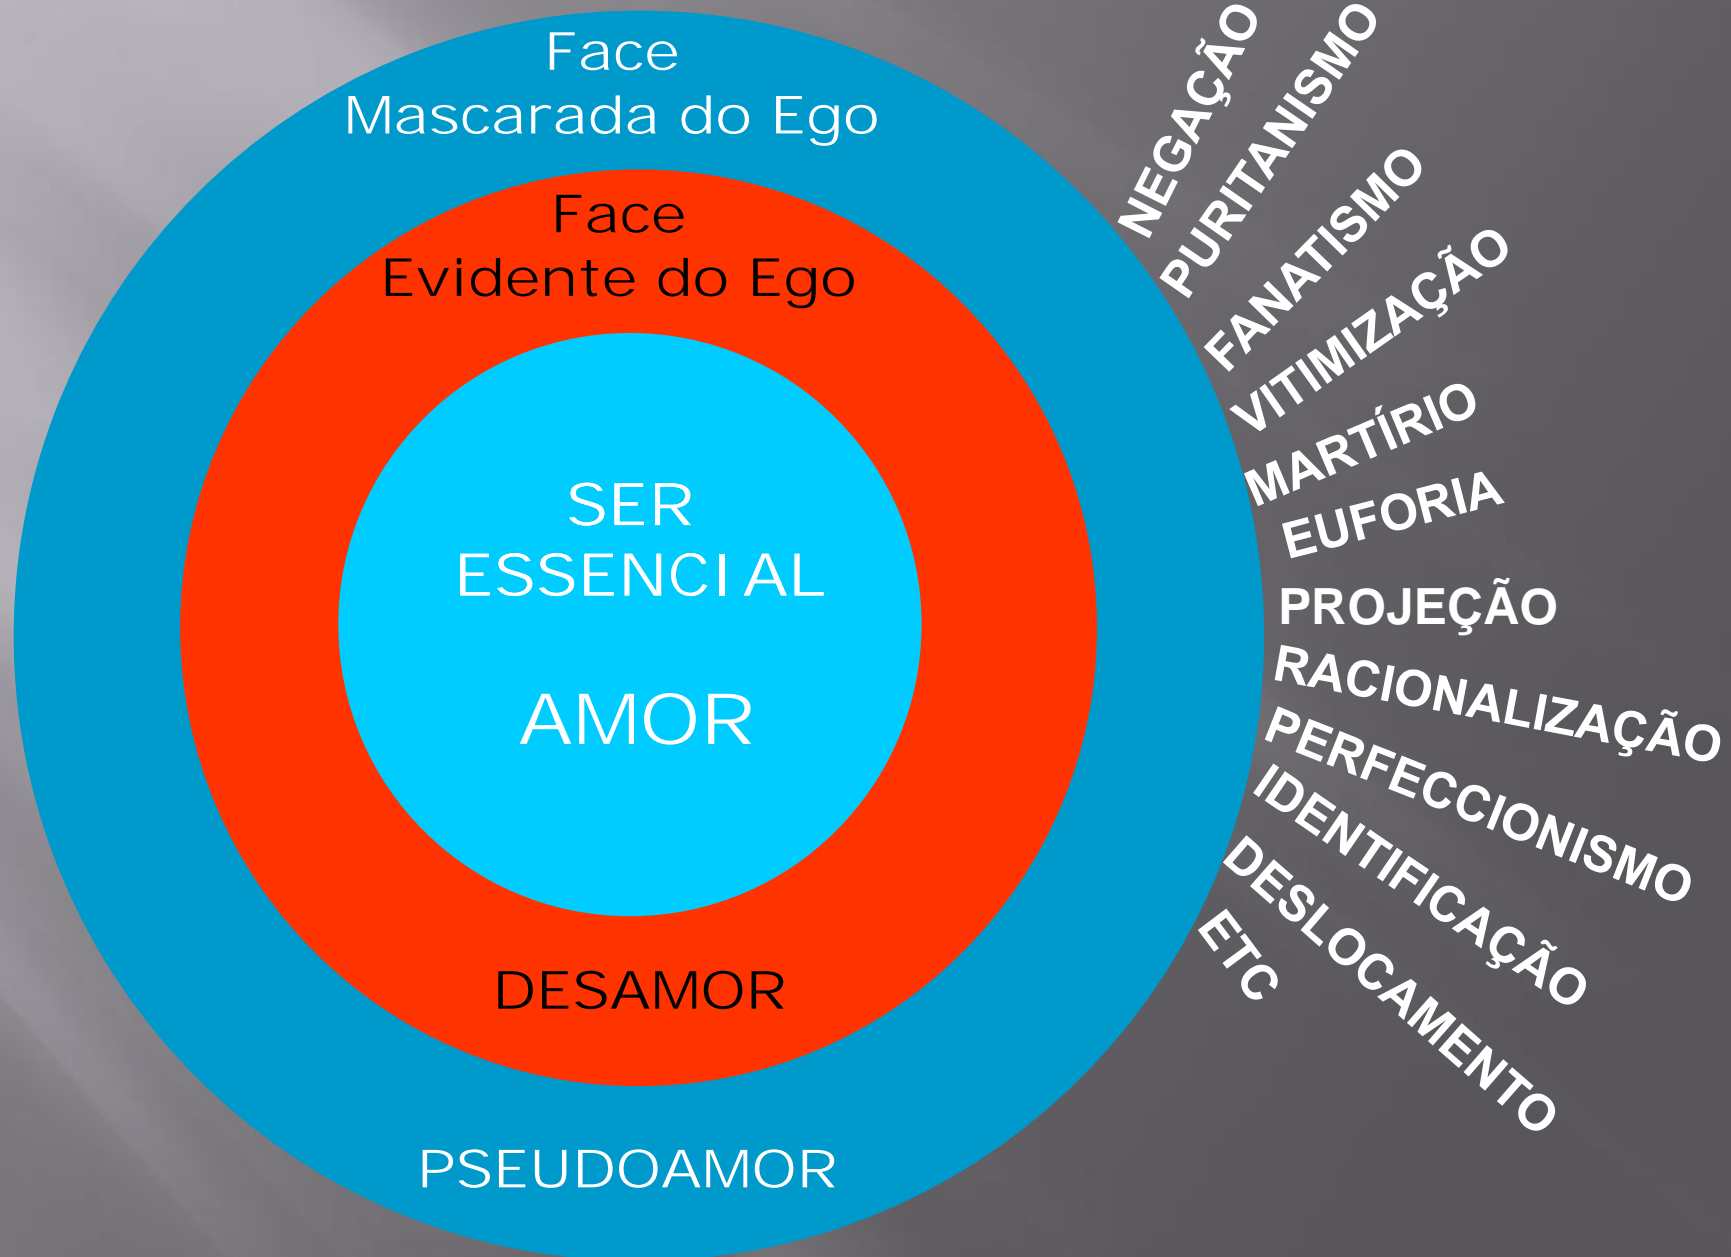 Face
Mascarada do Ego
Face
Evidente do Ego
SER
ESSENCIAL
AMOR
DESAMOR
PSEUDOAMOR
NEGAÇÃO
PURITANISMO
FANATISMO
VITIMIZAÇÃO
MARTÍRIO
EUFORIA
PROJEÇÃO
RACIONALIZAÇÃO
PERFECCIONISMO
IDENTIFICAÇÃO
DESLOCAMENTO
ETC